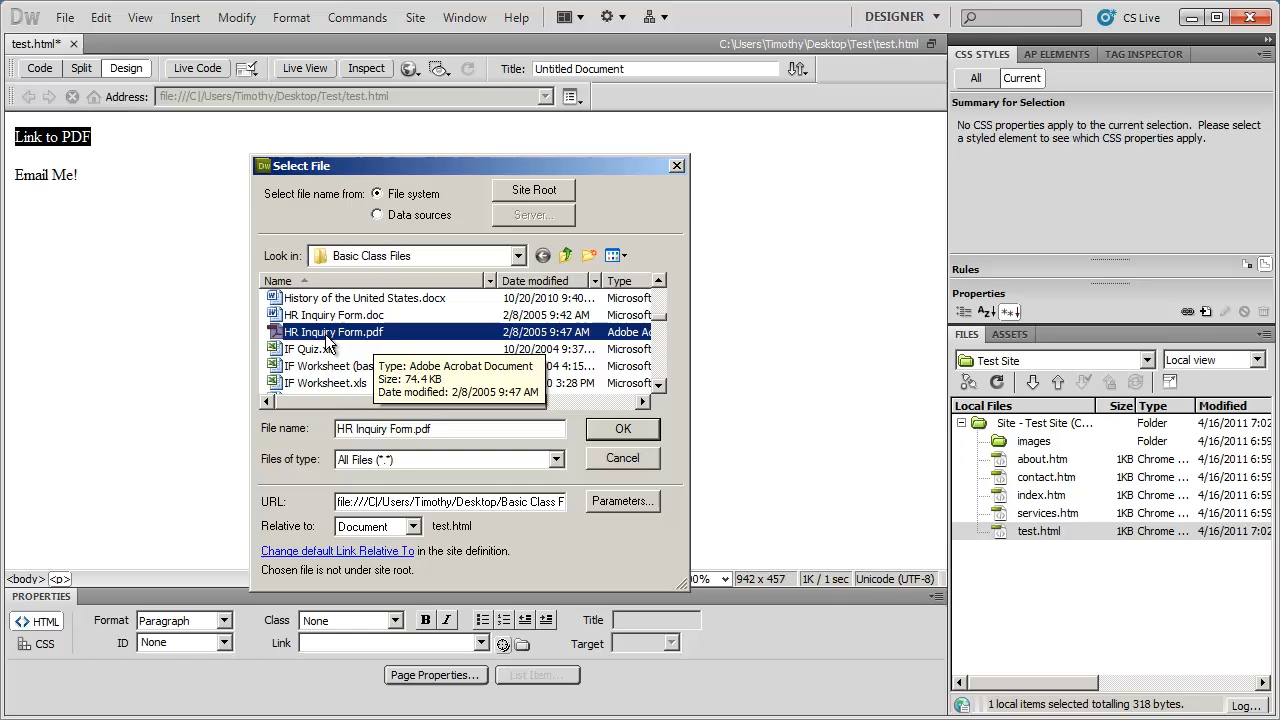 Dw File Edit View Insert Modify Format Commands Site Window Help DESIGNER CS Live
test.html* C:\Users\Timothy\Desktop\Test\test.html
Code Split Design Live Code Live View Inspect Title: Untitled Document
Address: file:///C|/Users/Timothy/Desktop/Test/test.html
Link to PDF
Email Me!
Select File
Select file name from: File system Site Root
Data sources Server...
Look in: Basic Class Files
Name Date modified Type
History of the United States.docx 10/20/2010 9:40... Microsoft
HR Inquiry Form.doc 2/8/2005 9:42 AM Microsoft
HR Inquiry Form.pdf 2/8/2005 9:47 AM Adobe Ac
IF Quiz. 10/20/2004 9:37... Microsoft
IF Worksheet (bas 004 4:15... Microsoft
IF Worksheet.xls 3:28 PM Microsoft
Type: Adobe Acrobat Document
Size: 74.4 KB
Date modified: 2/8/2005 9:47 AM
File name: HR Inquiry Form.pdf OK
Files of type: All Files (*.*) Cancel
URL: file:///C|/Users/Timothy/Desktop/Basic Class F Parameters...
Relative to: Document test.html
Change default Link Relative To in the site definition.
Chosen file is not under site root.
CSS STYLES AP ELEMENTS TAG INSPECTOR
All Current
Summary for Selection
No CSS properties apply to the current selection. Please select
a styled element to see which CSS properties apply.
Rules
Properties
FILES ASSETS
Test Site Local view
Local Files Size Type Modified
Site - Test Site (C... Folder 4/16/2011 7:02
images Folder 4/16/2011 6:59
about.htm 1KB Chrome ... 4/16/2011 6:59
contact.htm 1KB Chrome ... 4/16/2011 6:59
index.htm 1KB Chrome ... 4/16/2011 6:59
services.htm 1KB Chrome ... 4/16/2011 6:59
test.html 1KB Chrome ... 4/16/2011 7:02
1 local items selected totalling 318 bytes. Log...
<body> <p> 0% 942 x 457 1K / 1 sec Unicode (UTF-8)
PROPERTIES
HTML Format Paragraph Class None B I Title
CSS ID None Link Target
Page Properties... List Item...